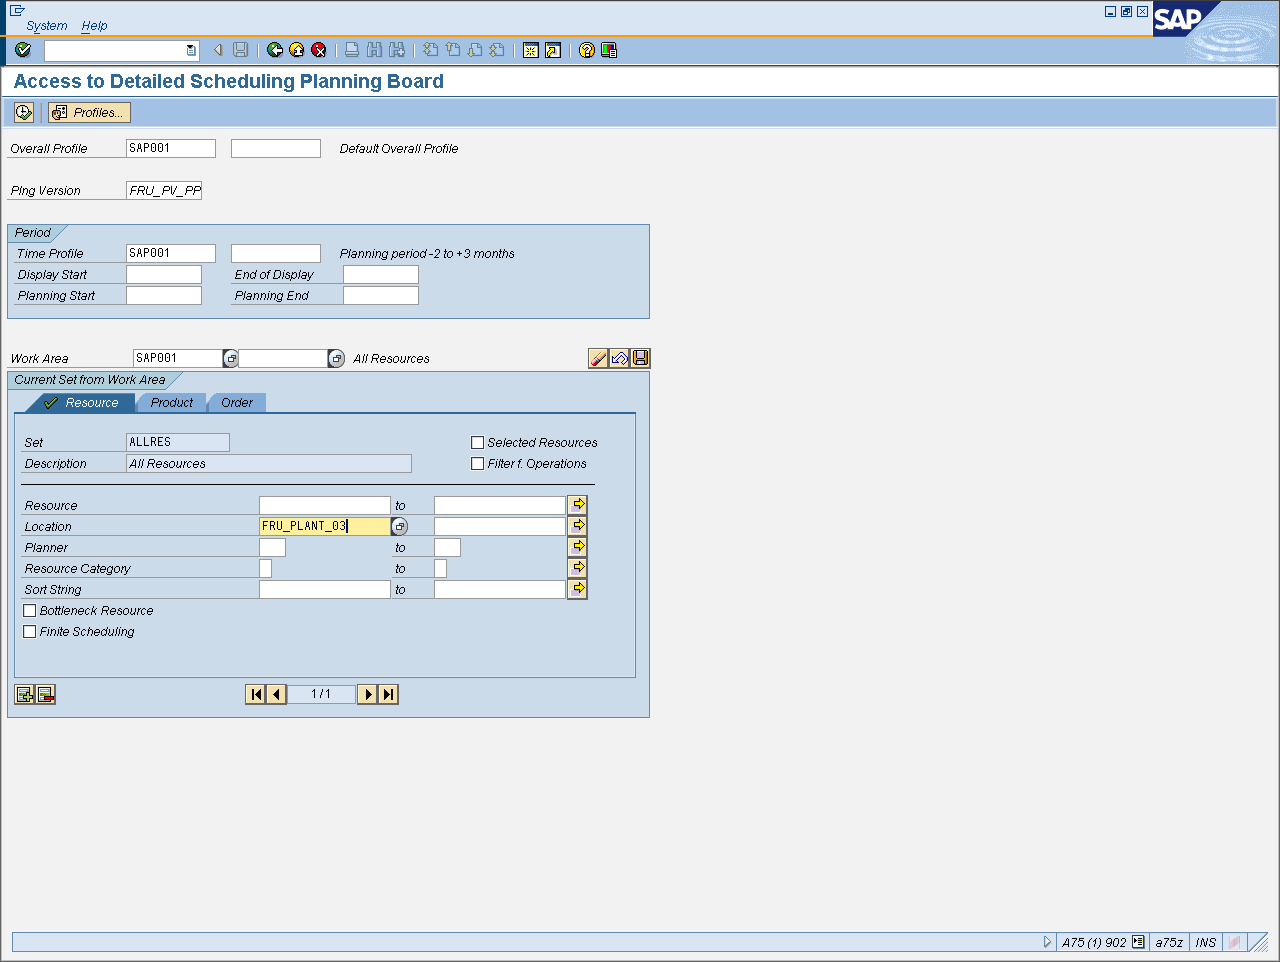 System Help
SAP
Access to Detailed Scheduling Planning Board
Profiles...
Overall Profile SAP001 Default Overall Profile
Plng Version FRU_PV_PP
Period
Time Profile SAP001 Planning period -2 to +3 months
Display Start End of Display
Planning Start Planning End
Work Area SAP001 All Resources
Current Set from Work Area
Resource Product Order
Set ALLRES Selected Resources
Description All Resources Filter f. Operations
Resource to
Location FRU_PLANT_03
Planner to
Resource Category to
Sort String to
Bottleneck Resource
Finite Scheduling
1 / 1
A75 (1) 902 a75z INS